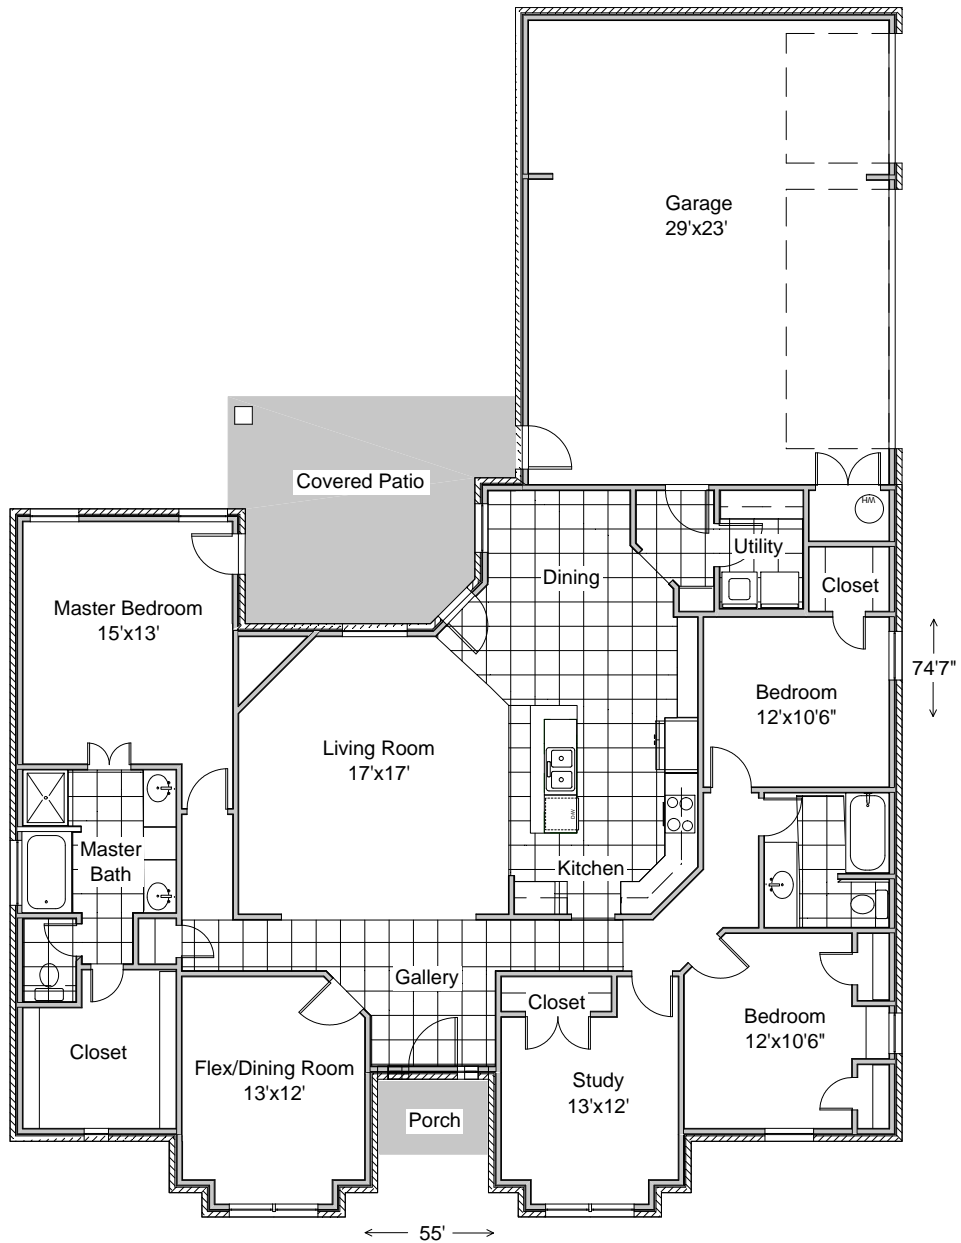 Garage
29'x23'
Covered Patio
WH
Utility
Dining
Closet
Master Bedroom
15'x13'
74'7"
Bedroom
12'x10'6"
Living Room
17'x17'
DW
Master
Bath
Kitchen
Gallery
Closet
Bedroom
12'x10'6"
Closet
Flex/Dining Room
13'x12'
Study
13'x12'
Porch
55'